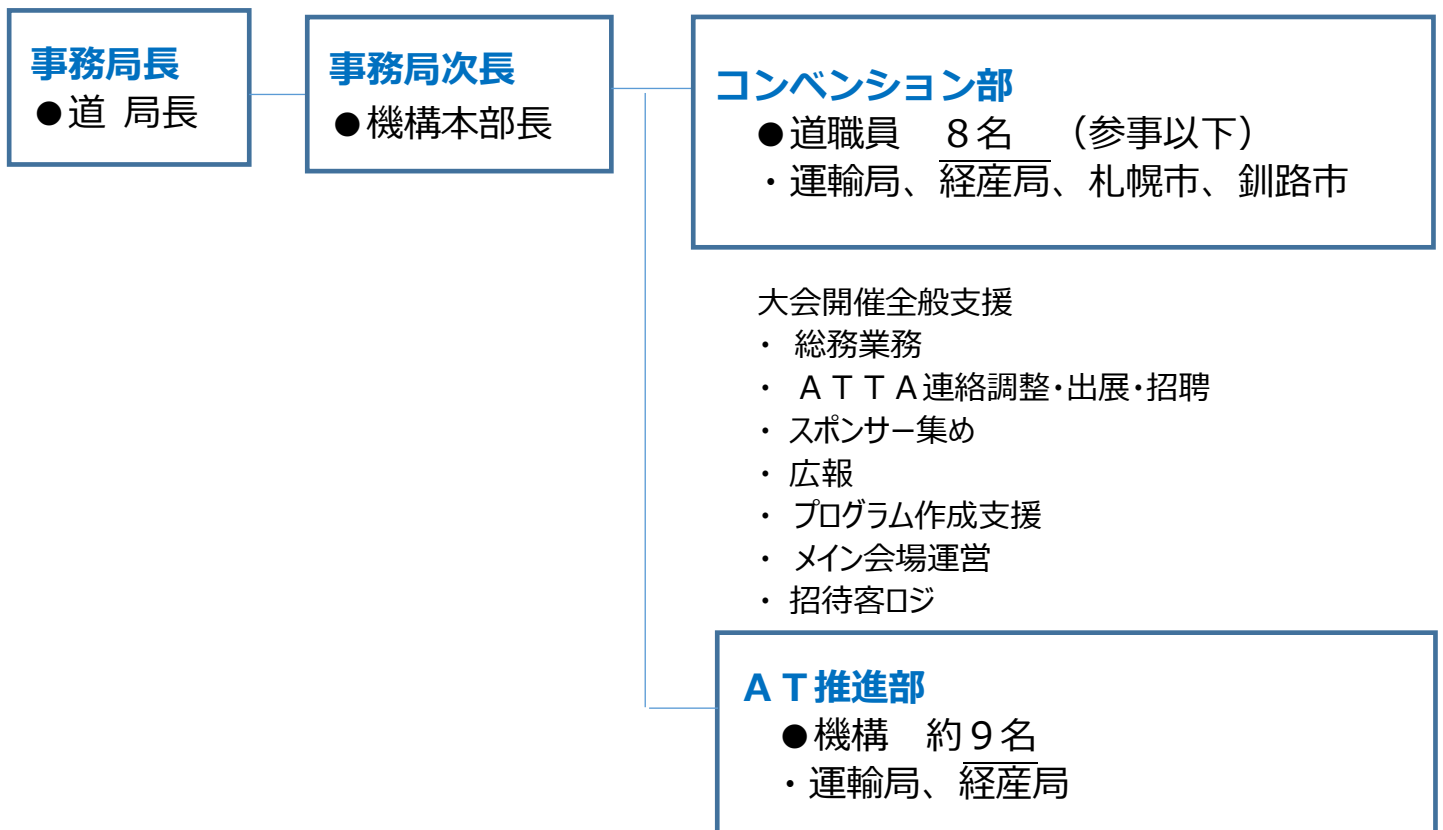 事務局長
●道 局長
事務局次長
●機構本部長
コンベンション部
●道職員　８名　（参事以下）
・運輸局、経産局、札幌市、釧路市
大会開催全般支援
・ 総務業務
・ ＡＴＴＡ連絡調整・出展・招聘
・ スポンサー集め
・ 広報
・ プログラム作成支援
・ メイン会場運営
・ 招待客ロジ
ＡＴ推進部
●機構　約９名
・運輸局、経産局